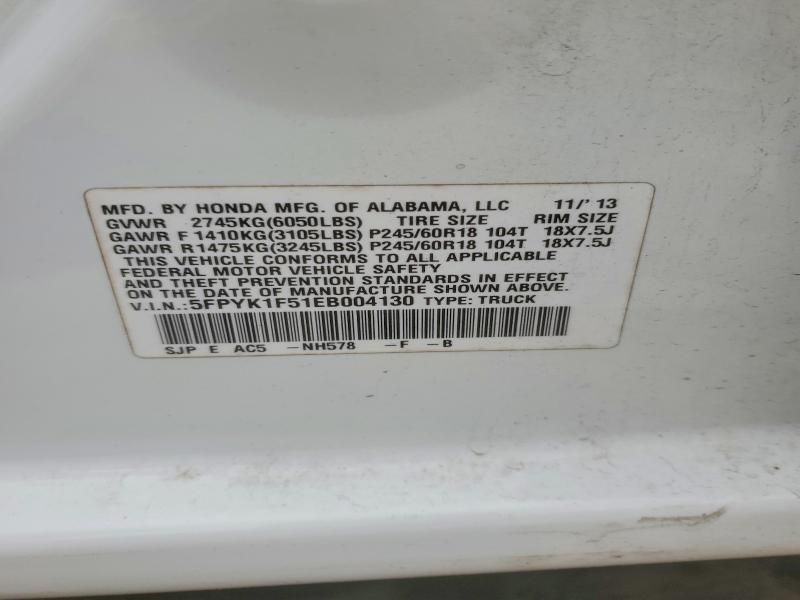 MFD. BY HONDA MFG. OF ALABAMA, LLC 11/'13
GVWR 2745KG(6050LBS) TIRE SIZE RIM SIZE
GAWR F 1410KG(3105LBS) P245/60R18 104T 18X7.5J
GAWR R1475KG(3245LBS) P245/60R18 104T 18X7.5J
THIS VEHICLE CONFORMS TO ALL APPLICABLE
FEDERAL MOTOR VEHICLE SAFETY
AND THEFT PREVENTION STANDARDS IN EFFECT
ON THE DATE OF MANUFACTURE SHOWN ABOVE.
V.I.N.:5FPYK1F51EB004130 TYPE:TRUCK
SJP E AC5 -NH578 -F -B